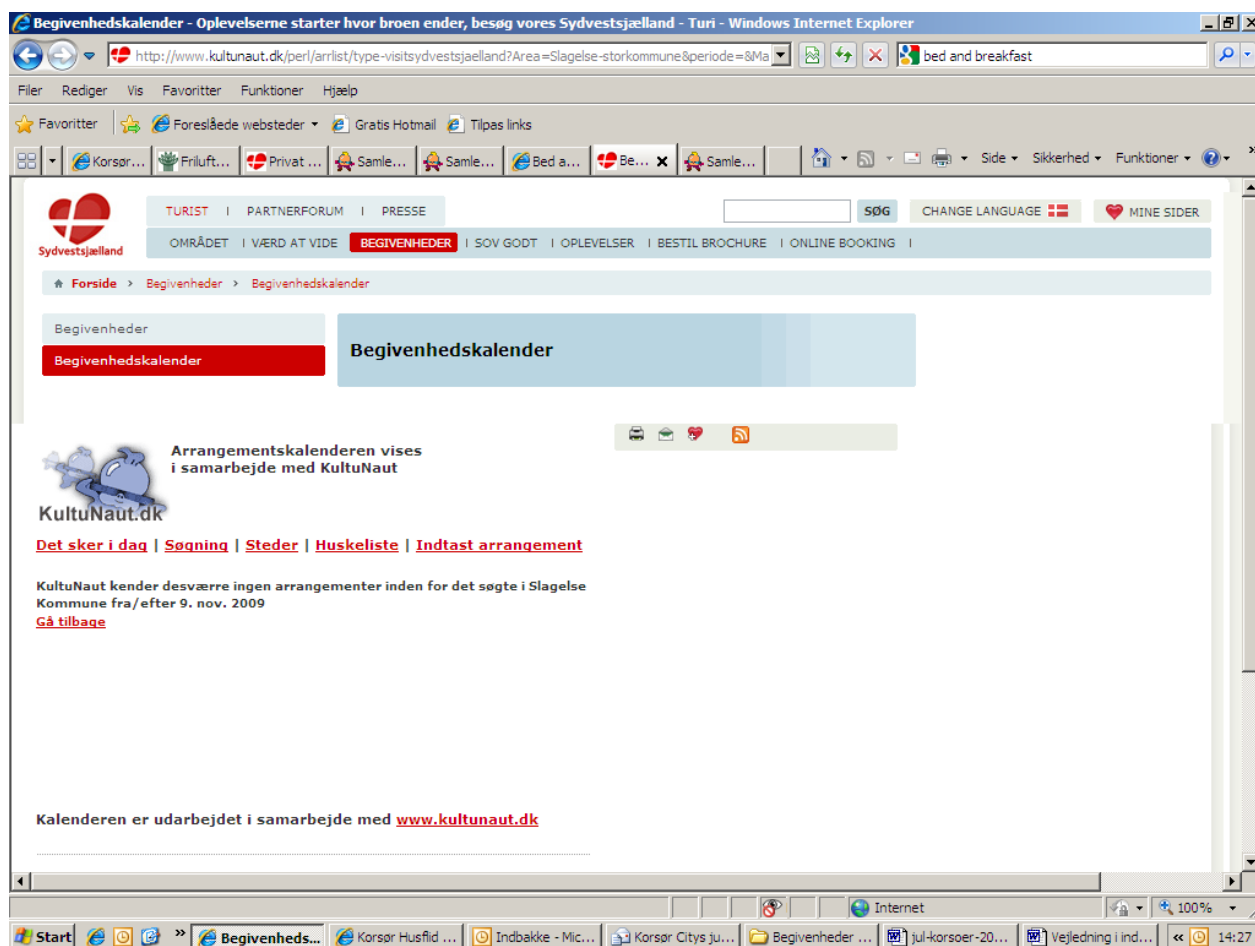 Begivenhedskalender - Oplevelserne starter hvor broen ender, besøg vores Sydvestsjælland - Turi - Windows Internet Explorer
http://www.kultunaut.dk/perl/arrlist/type-visitsydvestsjaelland?Area=Slagelse-storkommune&periode=&Ma
bed and breakfast
Filer Rediger Vis Favoritter Funktioner Hjælp
Favoritter Foreslåede websteder Gratis Hotmail Tilpas links
Korsør... Friluft... Privat ... Samle... Samle... Bed a... Be... Samle... Side Sikkerhed Funktioner
TURIST | PARTNERFORUM | PRESSE SØG CHANGE LANGUAGE MINE SIDER
Sydvestsjælland
OMRÅDET | VÆRD AT VIDE BEGIVENHEDER | SOV GODT | OPLEVELSER | BESTIL BROCHURE | ONLINE BOOKING |
Forside > Begivenheder > Begivenhedskalender
Begivenheder
Begivenhedskalender
Begivenhedskalender
Arrangementskalenderen vises
i samarbejde med KultuNaut
KultuNaut.dk
Det sker i dag | Søgning | Steder | Huskeliste | Indtast arrangement
KultuNaut kender desværre ingen arrangementer inden for det søgte i Slagelse
Kommune fra/efter 9. nov. 2009
Gå tilbage
Kalenderen er udarbejdet i samarbejde med www.kultunaut.dk
Internet 100%
Start » Begivenheds... Korsør Husflid ... Indbakke - Mic... Korsør Citys ju... Begivenheder ... jul-korsoer-20... Vejledning i ind... « 14:27